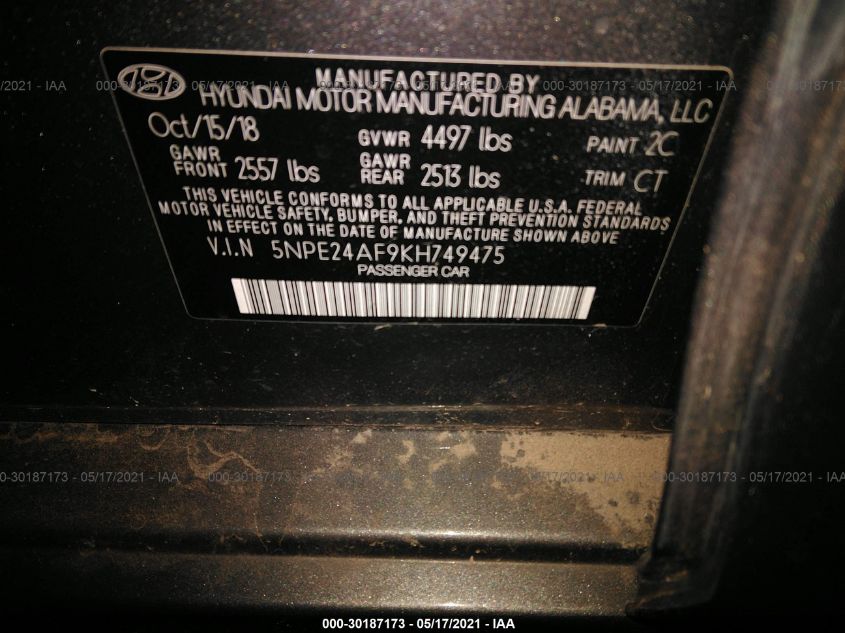 000-30187173 - 05/17/2021 - IAA
MANUFACTURED BY
HYUNDAI MOTOR MANUFACTURING ALABAMA, LLC
Oct/15/18 GVWR 4497 lbs PAINT 2C
GAWR FRONT 2557 lbs GAWR REAR 2513 lbs TRIM CT
THIS VEHICLE CONFORMS TO ALL APPLICABLE U.S.A. FEDERAL
MOTOR VEHICLE SAFETY, BUMPER, AND THEFT PREVENTION STANDARDS
IN EFFECT ON THE DATE OF MANUFACTURE SHOWN ABOVE
V.I.N 5NPE24AF9KH749475
PASSENGER CAR
000-30187173 - 05/17/2021 - IAA
000-30187173 - 05/17/2021 - IAA